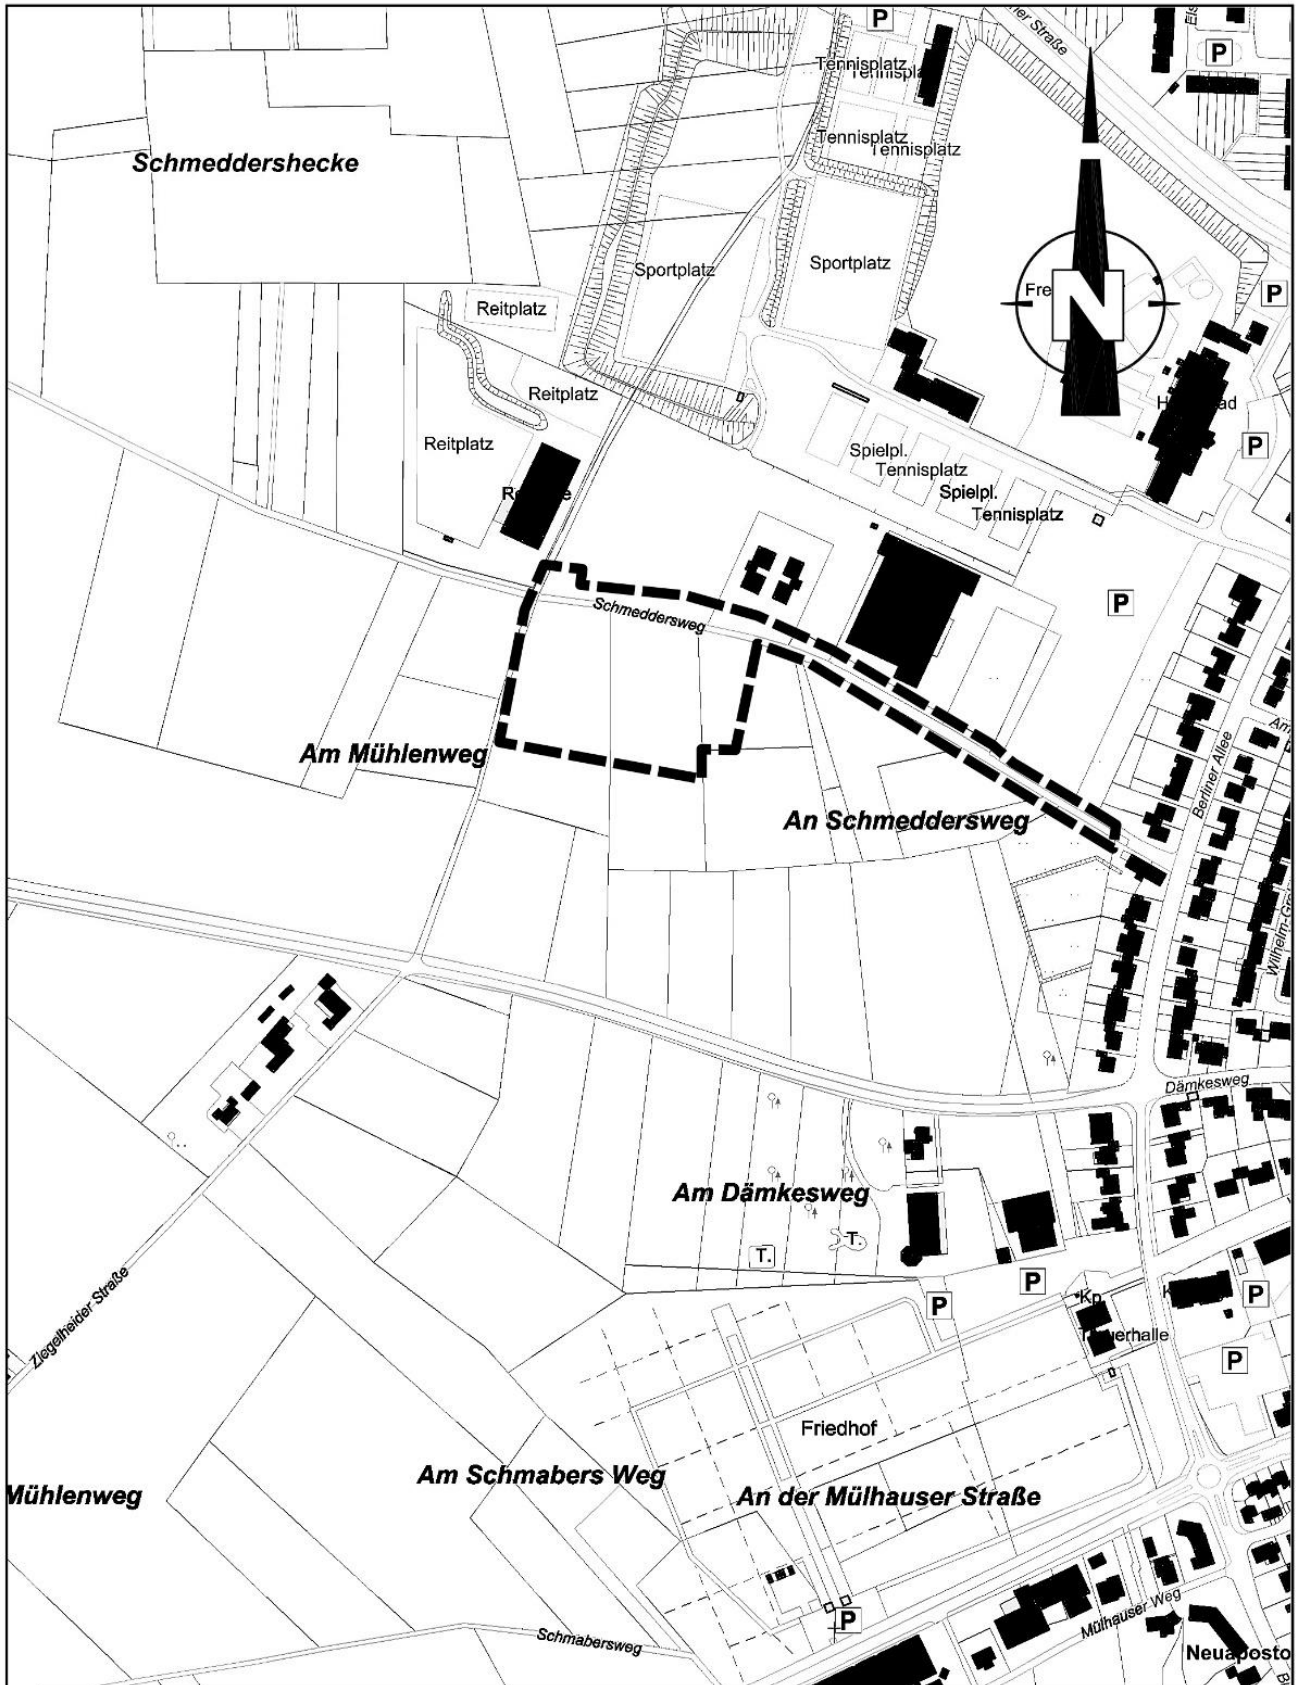 P
Tennisplatz
P
Tennisplatz
Tennisplatz
Schmeddershecke
Sportplatz
Sportplatz
P
Reitplatz
N
Reitplatz
Reitplatz
P
Spielpl.
Tennisplatz
Spielpl.
Tennisplatz
Schmeddersweg
P
Am Mühlenweg
Berliner Allee
An Schmeddersweg
Dämkesweg
Am Dämkesweg
T.
T.
Ziegelheider Straße
P
P
P
Kp.
P
Friedhof
Am Schmabers Weg
Mühlenweg
An der Mülhauser Straße
P
Mülhauser Weg
Schmabersweg